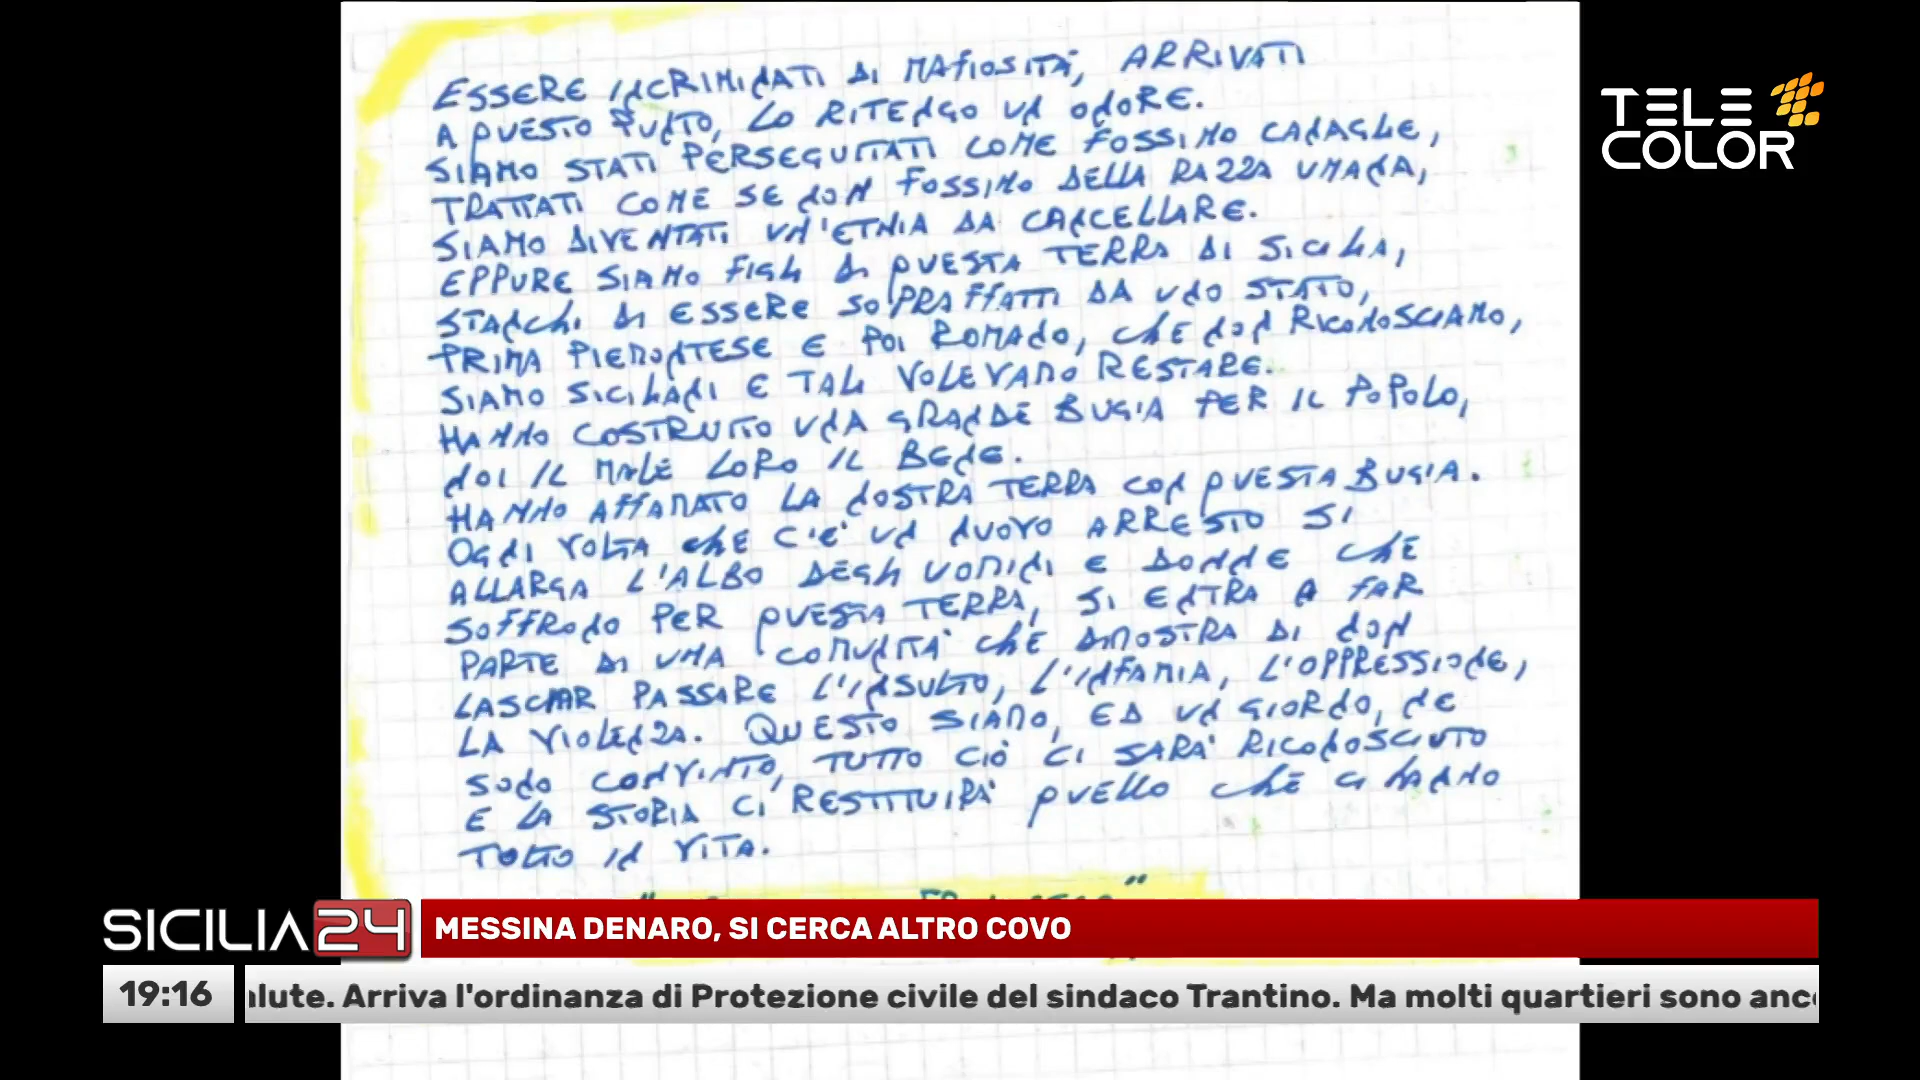 ESSERE INCRIMINATI DI MAFIOSITÀ, ARRIVATI
A QUESTO PUNTO, LO RITENGO UN ONORE.
SIAMO STATI PERSEGUITATI COME FOSSIMO CANAGLIE,
TRATTATI COME SE NON FOSSIMO DELLA RAZZA UMANA,
SIAMO DIVENTATI UN'ETNIA DA CANCELLARE.
EPPURE SIAMO FIGLI DI QUESTA TERRA DI SICILIA,
STANCHI DI ESSERE SOPRAFFATTI DA UNO STATO,
PRIMA PIEMONTESE E POI ROMANO, CHE NON RICONOSCIAMO,
SIAMO SICILIANI E TALI VOLEVAMO RESTARE.
HANNO COSTRUITO UNA GRANDE BUGIA PER IL POPOLO,
NOI IL MALE LORO IL BENE.
HANNO AFFAMATO LA NOSTRA TERRA CON QUESTA BUGIA.
OGNI VOLTA CHE C'E' UN NUOVO ARRESTO SI
ALLARGA L'ALBO DEGLI UOMINI E DONNE CHE
SOFFRONO PER QUESTA TERRA, SI ENTRA A FAR
PARTE DI UNA COMUNITA' CHE DIMOSTRA DI NON
LASCIAR PASSARE L'INSULTO, L'INFAMIA, L'OPPRESSIONE,
LA VIOLENZA. QUESTO SIAMO, ED UN GIORNO, NE
SONO CONVINTO, TUTTO CIÒ CI SARA' RICONOSCIUTO
E LA STORIA CI RESTITUIRA' QUELLO CHE CI HANNO
TOLTO IN VITA.
TELE
COLOR
SICILIA 24
MESSINA DENARO, SI CERCA ALTRO COVO
19:16
alute. Arriva l'ordinanza di Protezione civile del sindaco Trantino. Ma molti quartieri sono anc